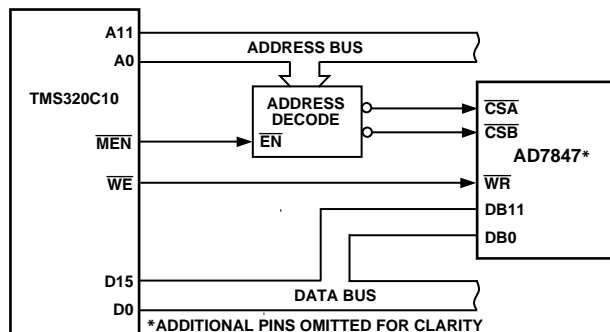 A11
ADDRESS BUS
A0
TMS320C10
ADDRESS
DECODE
CSA
CSB
MEN
EN
AD7847*
WE
WR
DB11
DB0
D15
DATA BUS
D0
*ADDITIONAL PINS OMITTED FOR CLARITY